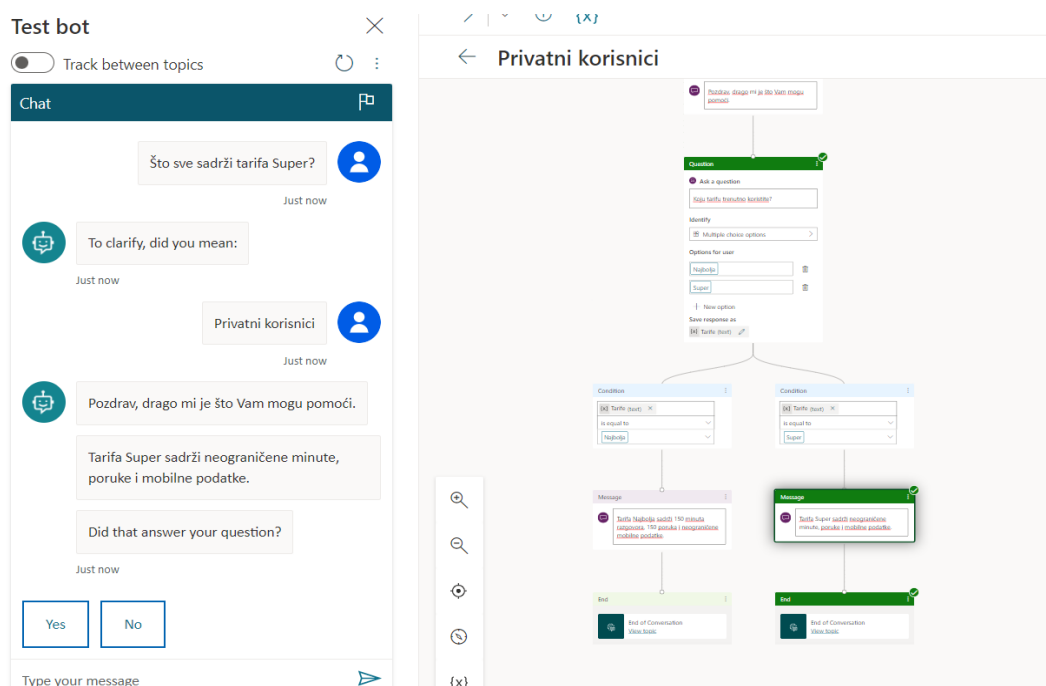 Test bot
Track between topics
Chat
Što sve sadrži tarifa Super?
Just now
To clarify, did you mean:
Just now
Privatni korisnici
Just now
Pozdrav, drago mi je što Vam mogu pomoći.
Tarifa Super sadrži neograničene minute,
poruke i mobilne podatke.
Did that answer your question?
Just now
Yes
No
Type your message
{x}
Privatni korisnici
Pozdrav, drago mi je što Vam mogu
pomoći.
Question
Ask a question
Koju tarifu trenutno koristite?
Identify
Multiple choice options
Options for user
Najbolja
Super
New option
Save response as
{x} Tarife (text)
Condition
{x} Tarife (text)
is equal to
Najbolja
Condition
{x} Tarife (text)
is equal to
Super
Message
Tarifa Najbolja sadrži 150 minuta
razgovora, 150 poruka i neograničene
mobilne podatke.
Message
Tarifa Super sadrži neograničene
minute, poruke i mobilne podatke.
End
End of Conversation
View topic
End
End of Conversation
View topic
{x}